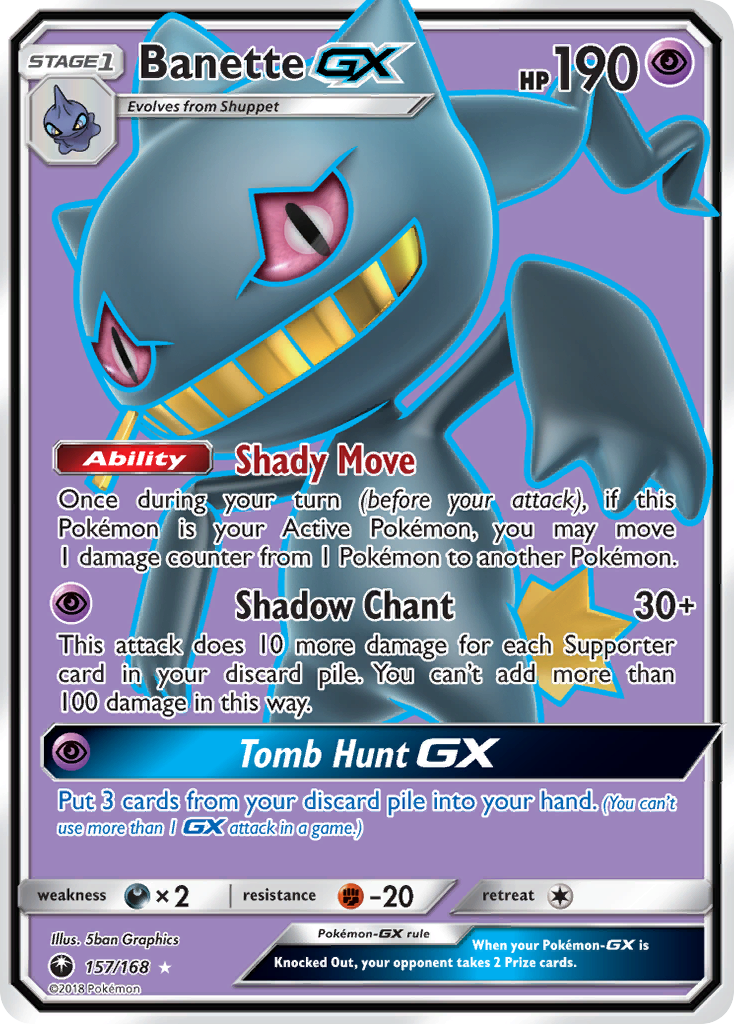 STAGE 1
Banette GX
HP 190
Evolves from Shuppet
Ability Shady Move
Once during your turn (before your attack), if this
Pokémon is your Active Pokémon, you may move
1 damage counter from 1 Pokémon to another Pokémon.
Shadow Chant 30+
This attack does 10 more damage for each Supporter
card in your discard pile. You can't add more than
100 damage in this way.
Tomb Hunt GX
Put 3 cards from your discard pile into your hand. (You can't
use more than 1 GX attack in a game.)
weakness ×2 resistance -20 retreat
Illus. 5ban Graphics
157/168
©2018 Pokémon
Pokémon-GX rule
When your Pokémon-GX is
Knocked Out, your opponent takes 2 Prize cards.